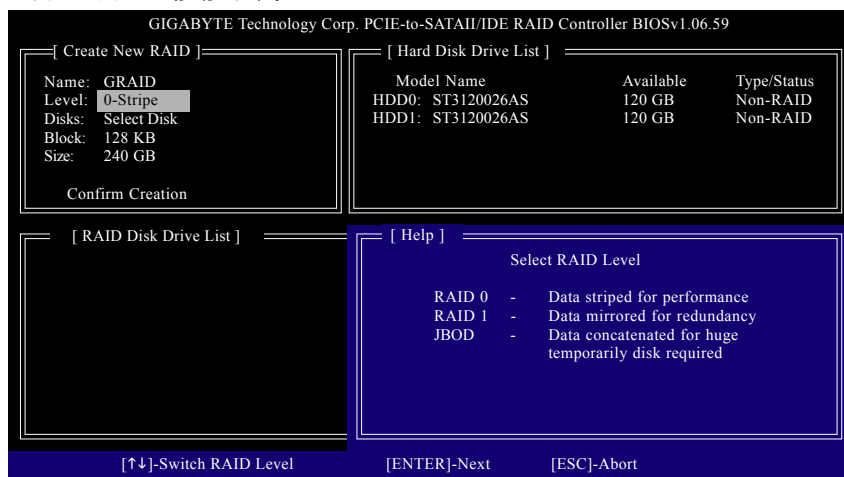 GIGABYTE Technology Corp. PCIE-to-SATAII/IDE RAID Controller BIOSv1.06.59
[ Create New RAID ]
Name: GRAID
Level: 0-Stripe
Disks: Select Disk
Block: 128 KB
Size: 240 GB
Confirm Creation
[ Hard Disk Drive List ]
Model Name Available Type/Status
HDD0: ST3120026AS 120 GB Non-RAID
HDD1: ST3120026AS 120 GB Non-RAID
[ RAID Disk Drive List ]
[ Help ]
Select RAID Level
RAID 0 - Data striped for performance
RAID 1 - Data mirrored for redundancy
JBOD - Data concatenated for huge
temporarily disk required
[↑↓]-Switch RAID Level [ENTER]-Next [ESC]-Abort